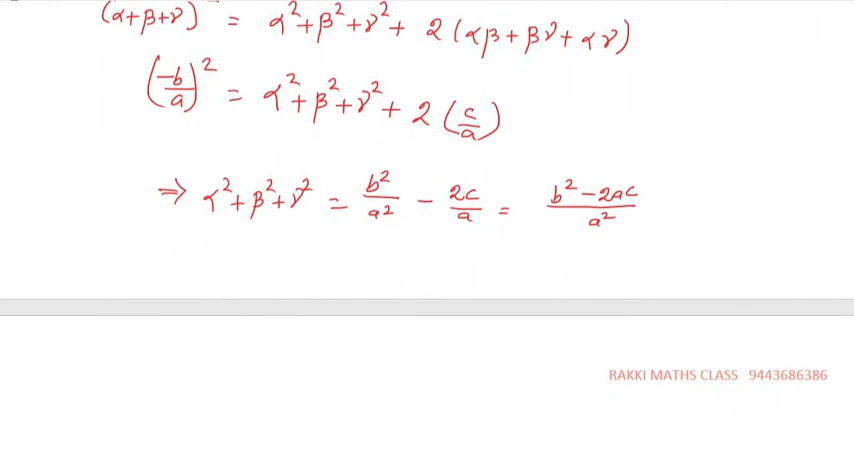 (α+β+γ) = α²+β²+γ²+ 2(αβ+βγ+αγ)
(-b/a)² = α²+β²+γ²+ 2(c/a)
⇒ α²+β²+γ² = b²/a² - 2c/a = b²-2ac/a²
RAKKI MATHS CLASS 9443686386